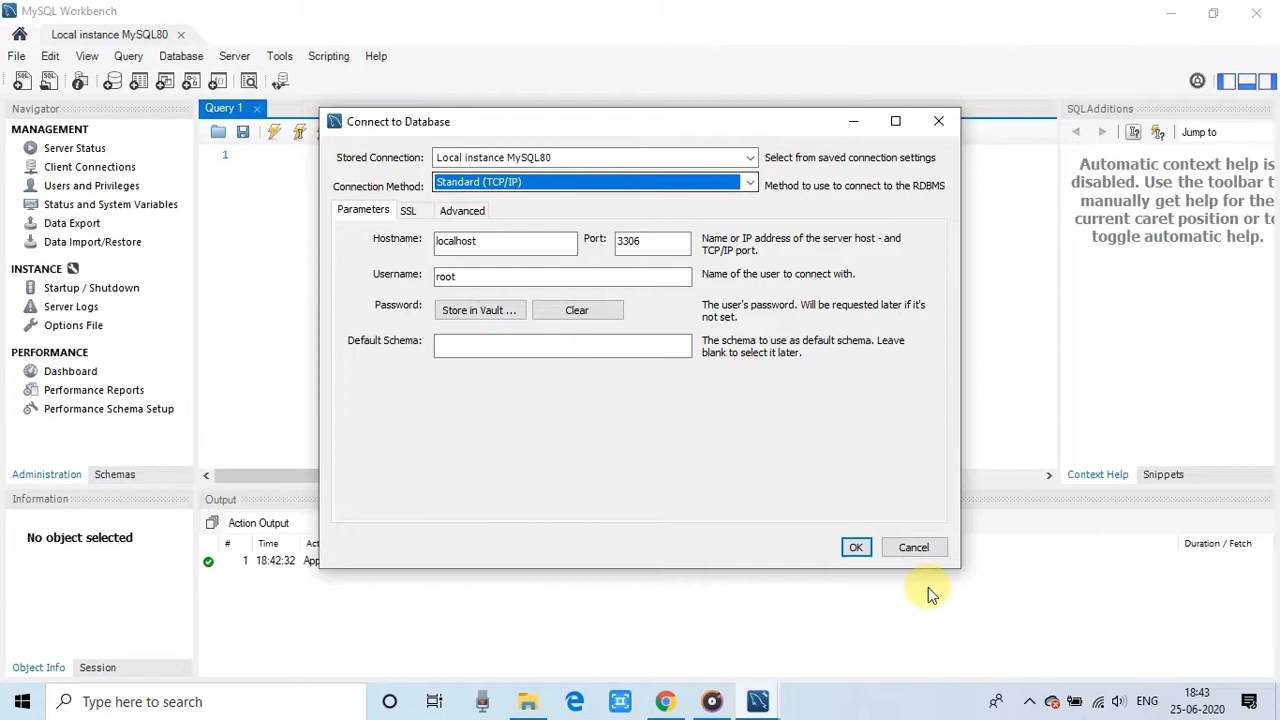 MySQL Workbench
Local instance MySQL80
File Edit View Query Database Server Tools Scripting Help
Navigator
MANAGEMENT
Server Status
Client Connections
Users and Privileges
Status and System Variables
Data Export
Data Import/Restore
INSTANCE
Startup / Shutdown
Server Logs
Options File
PERFORMANCE
Dashboard
Performance Reports
Performance Schema Setup
Administration Schemas
Information
No object selected
Object Info Session
Query 1
1
Connect to Database
Stored Connection: Local instance MySQL80 Select from saved connection settings
Connection Method: Standard (TCP/IP) Method to use to connect to the RDBMS
Parameters SSL Advanced
Hostname: localhost Port: 3306 Name or IP address of the server host - and
TCP/IP port.
Username: root Name of the user to connect with.
Password: Store in Vault ... Clear The user's password. Will be requested later if it's
not set.
Default Schema: The schema to use as default schema. Leave
blank to select it later.
OK Cancel
SQLAdditions
Jump to
Automatic context help is
disabled. Use the toolbar t
manually get help for the
current caret position or to
toggle automatic help.
Context Help Snippets
Output
Action Output
# Time Act Duration / Fetch
1 18:42:32 App
Type here to search
ENG
18:43
25-06-2020